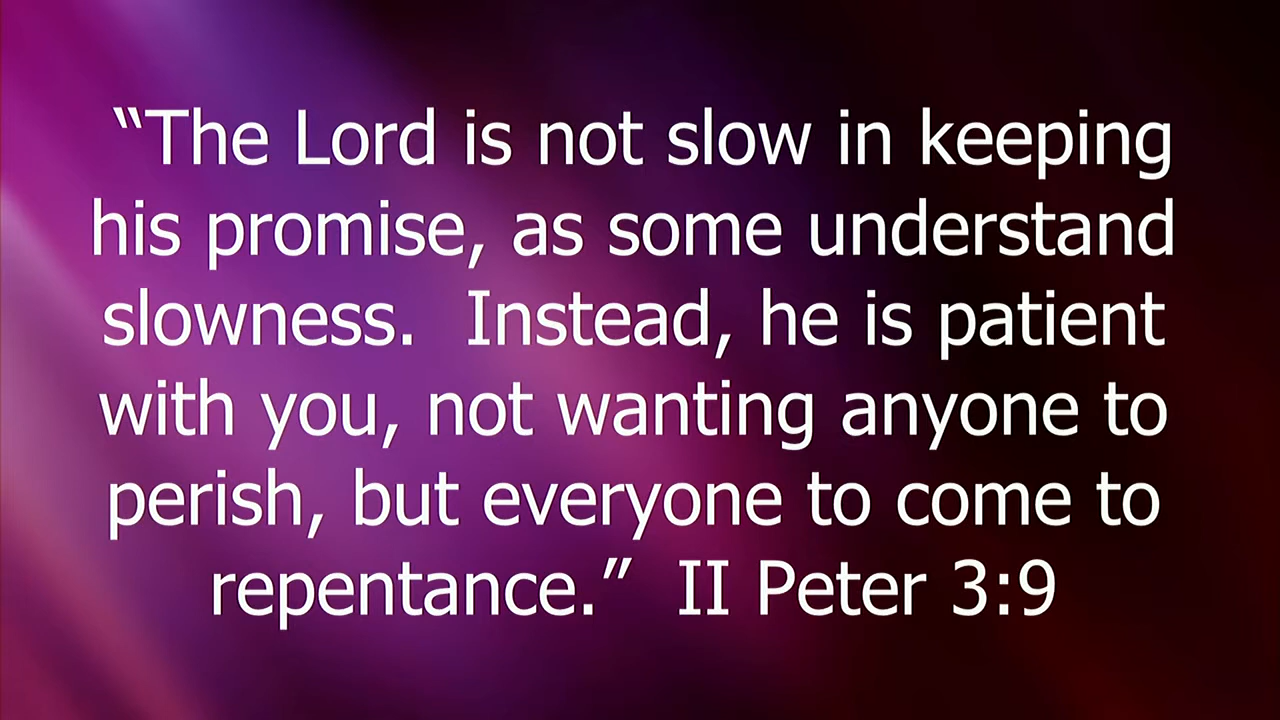 “The Lord is not slow in keeping
his promise, as some understand
slowness.  Instead, he is patient
with you, not wanting anyone to
perish, but everyone to come to
repentance.”  II Peter 3:9